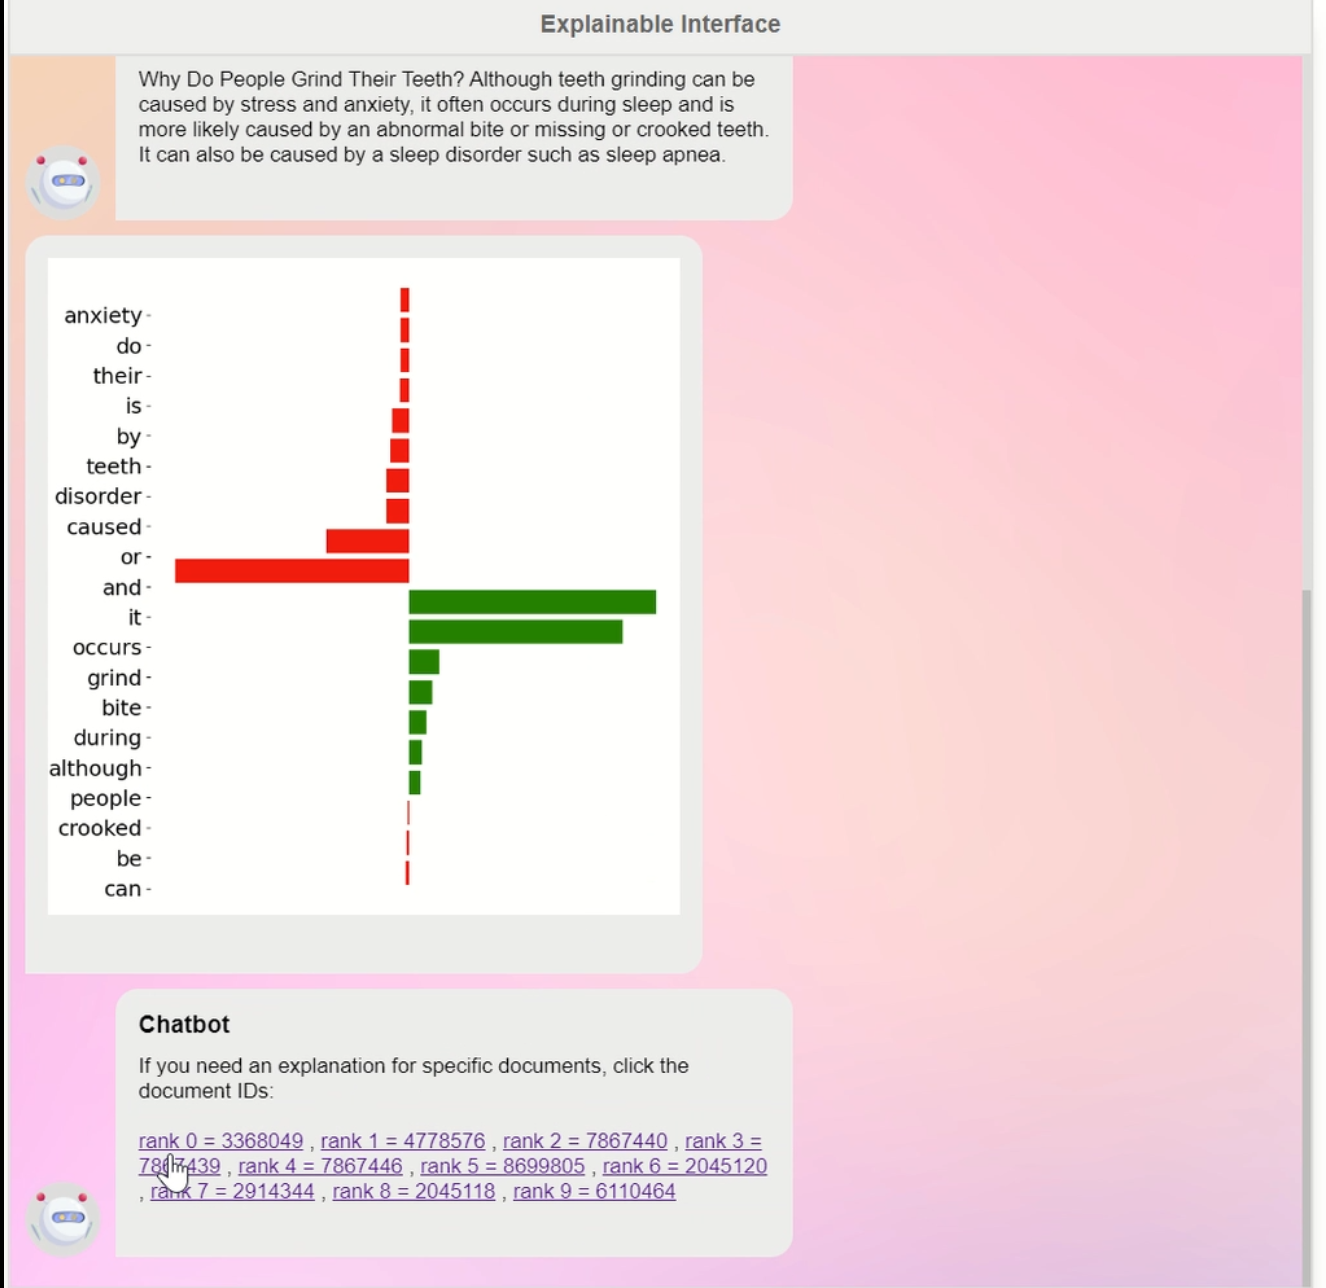 Explainable Interface
Why Do People Grind Their Teeth? Although teeth grinding can be
caused by stress and anxiety, it often occurs during sleep and is
more likely caused by an abnormal bite or missing or crooked teeth.
It can also be caused by a sleep disorder such as sleep apnea.
anxiety
do
their
is
by
teeth
disorder
caused
or
and
it
occurs
grind
bite
during
although
people
crooked
be
can
Chatbot
If you need an explanation for specific documents, click the
document IDs:
rank 0 = 3368049 , rank 1 = 4778576 , rank 2 = 7867440 , rank 3 =
7867439 , rank 4 = 7867446 , rank 5 = 8699805 , rank 6 = 2045120
, rank 7 = 2914344 , rank 8 = 2045118 , rank 9 = 6110464